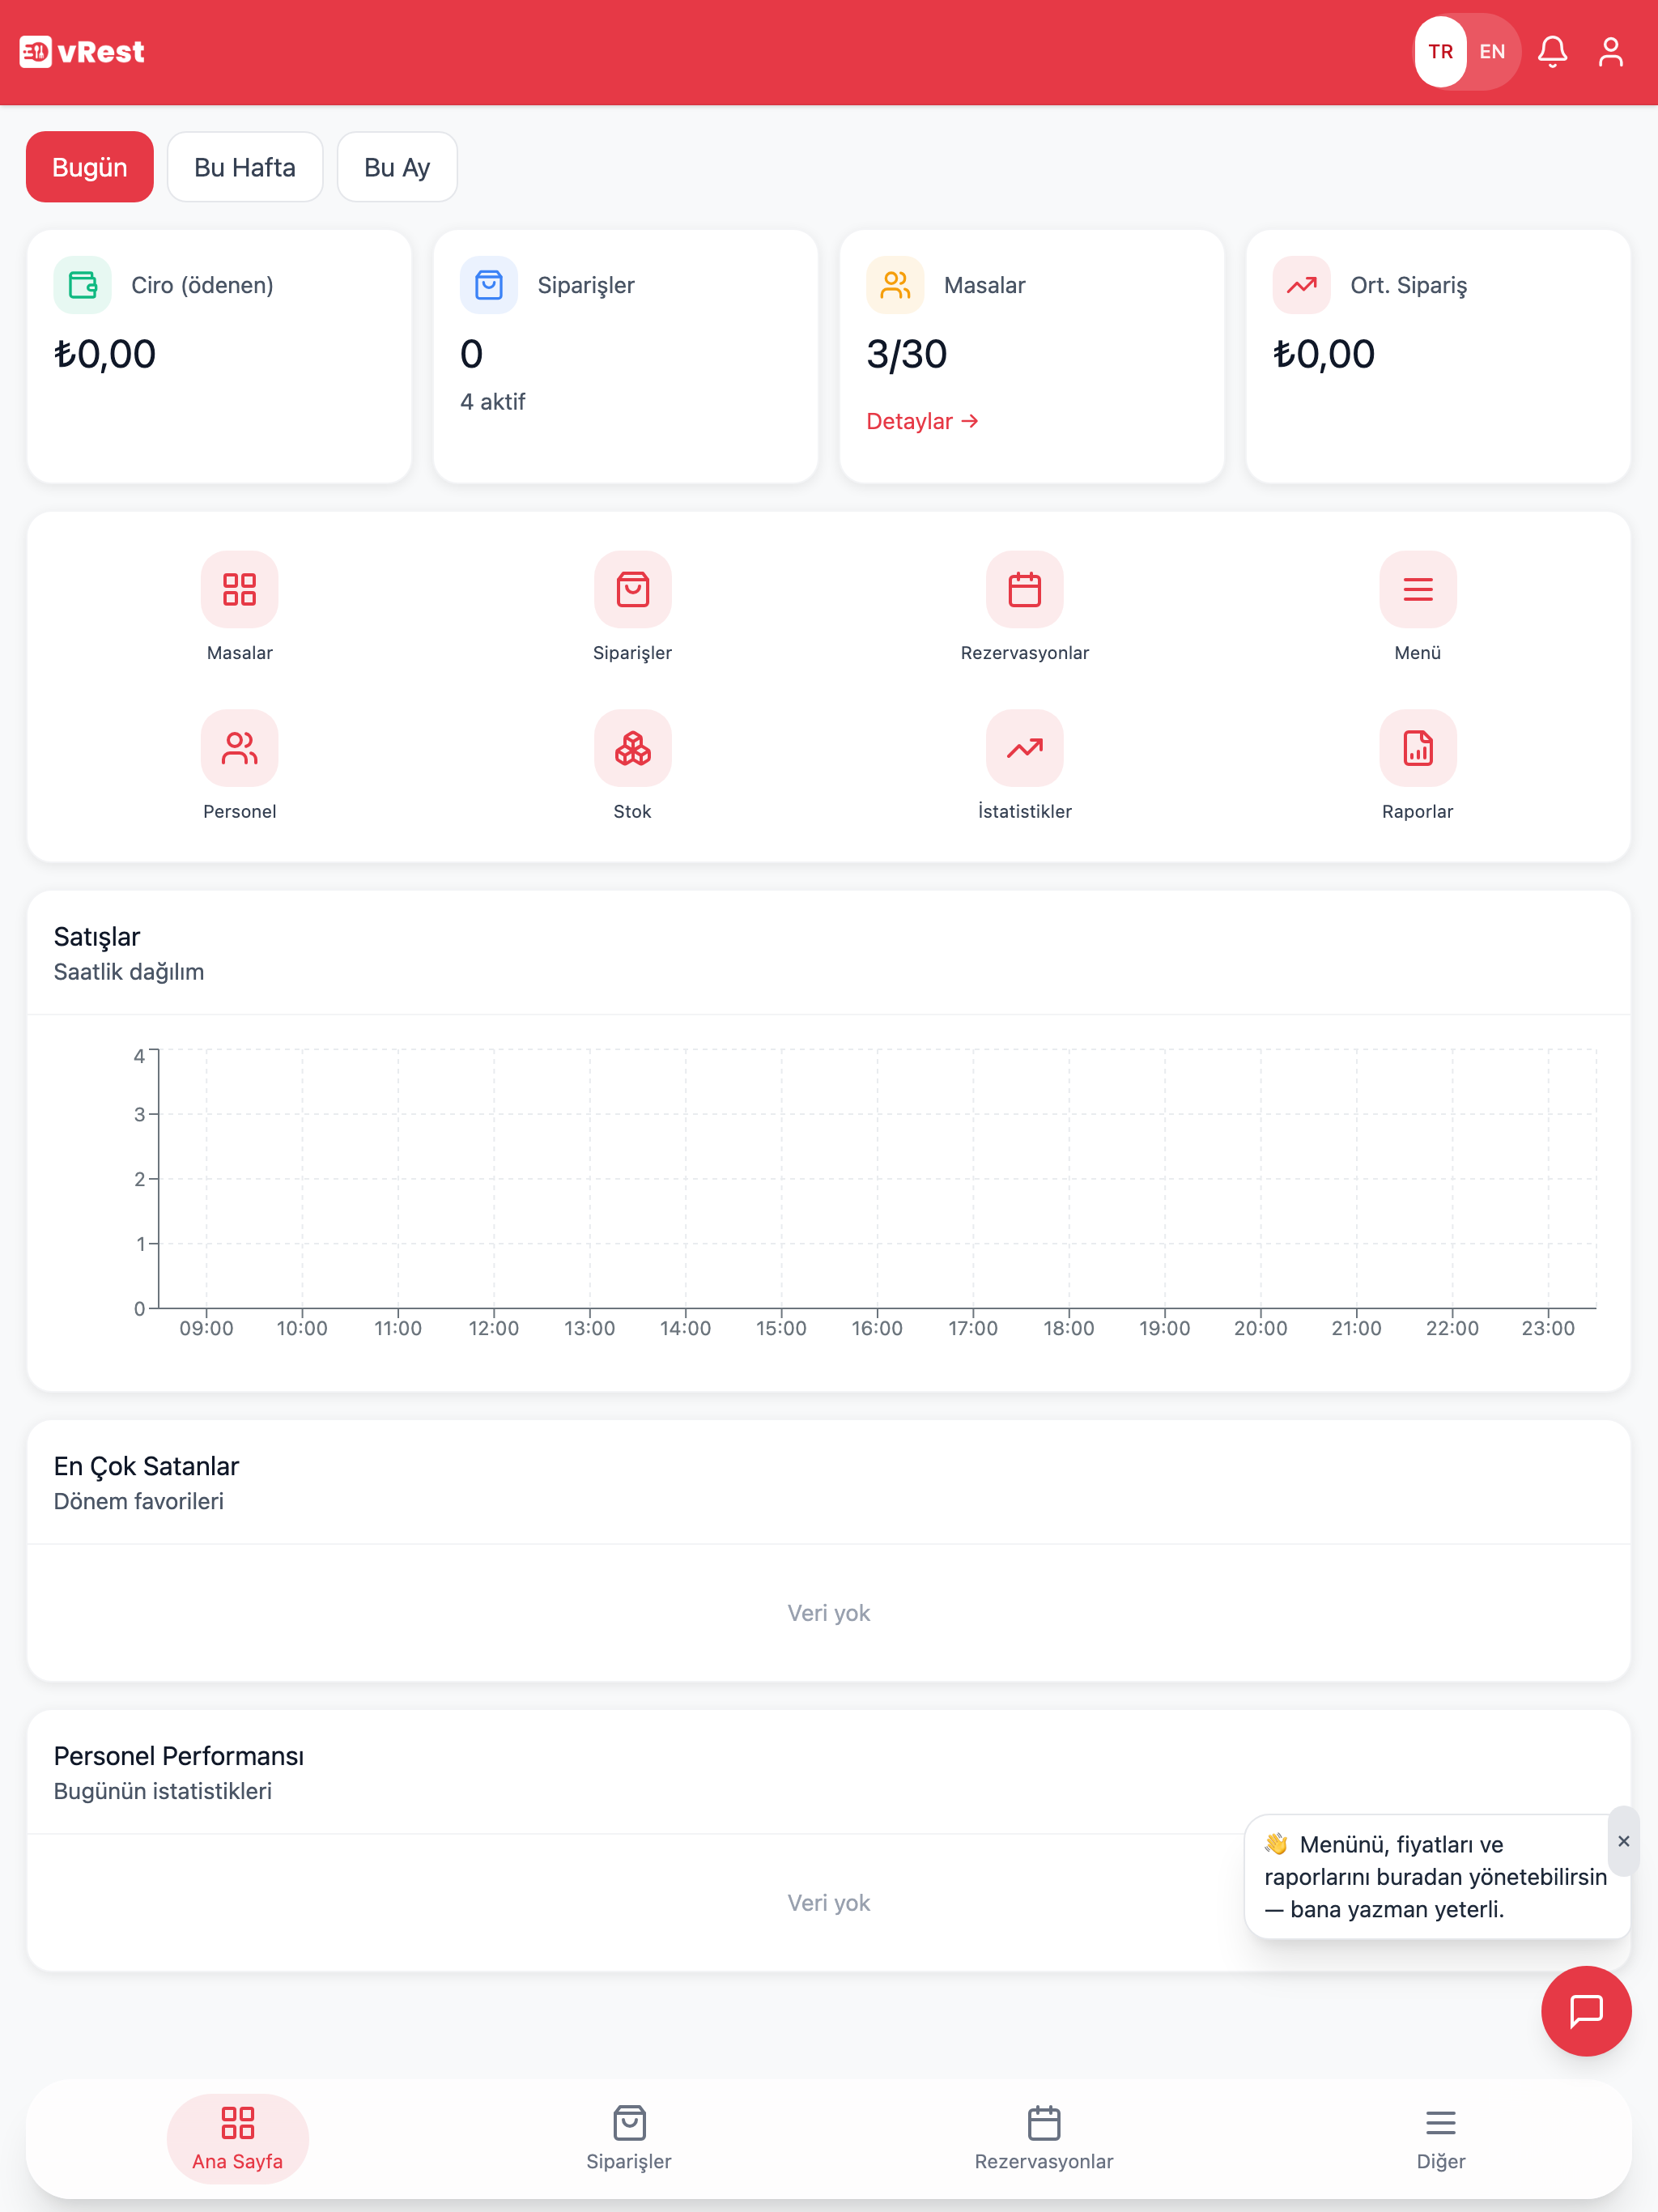 vRest
TR EN
Bugün
Bu Hafta
Bu Ay
Ciro (ödenen)
₺0,00
Siparişler
0
4 aktif
Masalar
3/30
Detaylar →
Ort. Sipariş
₺0,00
Masalar
Siparişler
Rezervasyonlar
Menü
Personel
Stok
İstatistikler
Raporlar
Satışlar
Saatlik dağılım
4
3
2
1
0
09:00 10:00 11:00 12:00 13:00 14:00 15:00 16:00 17:00 18:00 19:00 20:00 21:00 22:00 23:00
En Çok Satanlar
Dönem favorileri
Veri yok
Personel Performansı
Bugünün istatistikleri
Veri yok
👋 Menünü, fiyatları ve
raporlarını buradan yönetebilirsin
— bana yazman yeterli.
×
Ana Sayfa
Siparişler
Rezervasyonlar
Diğer